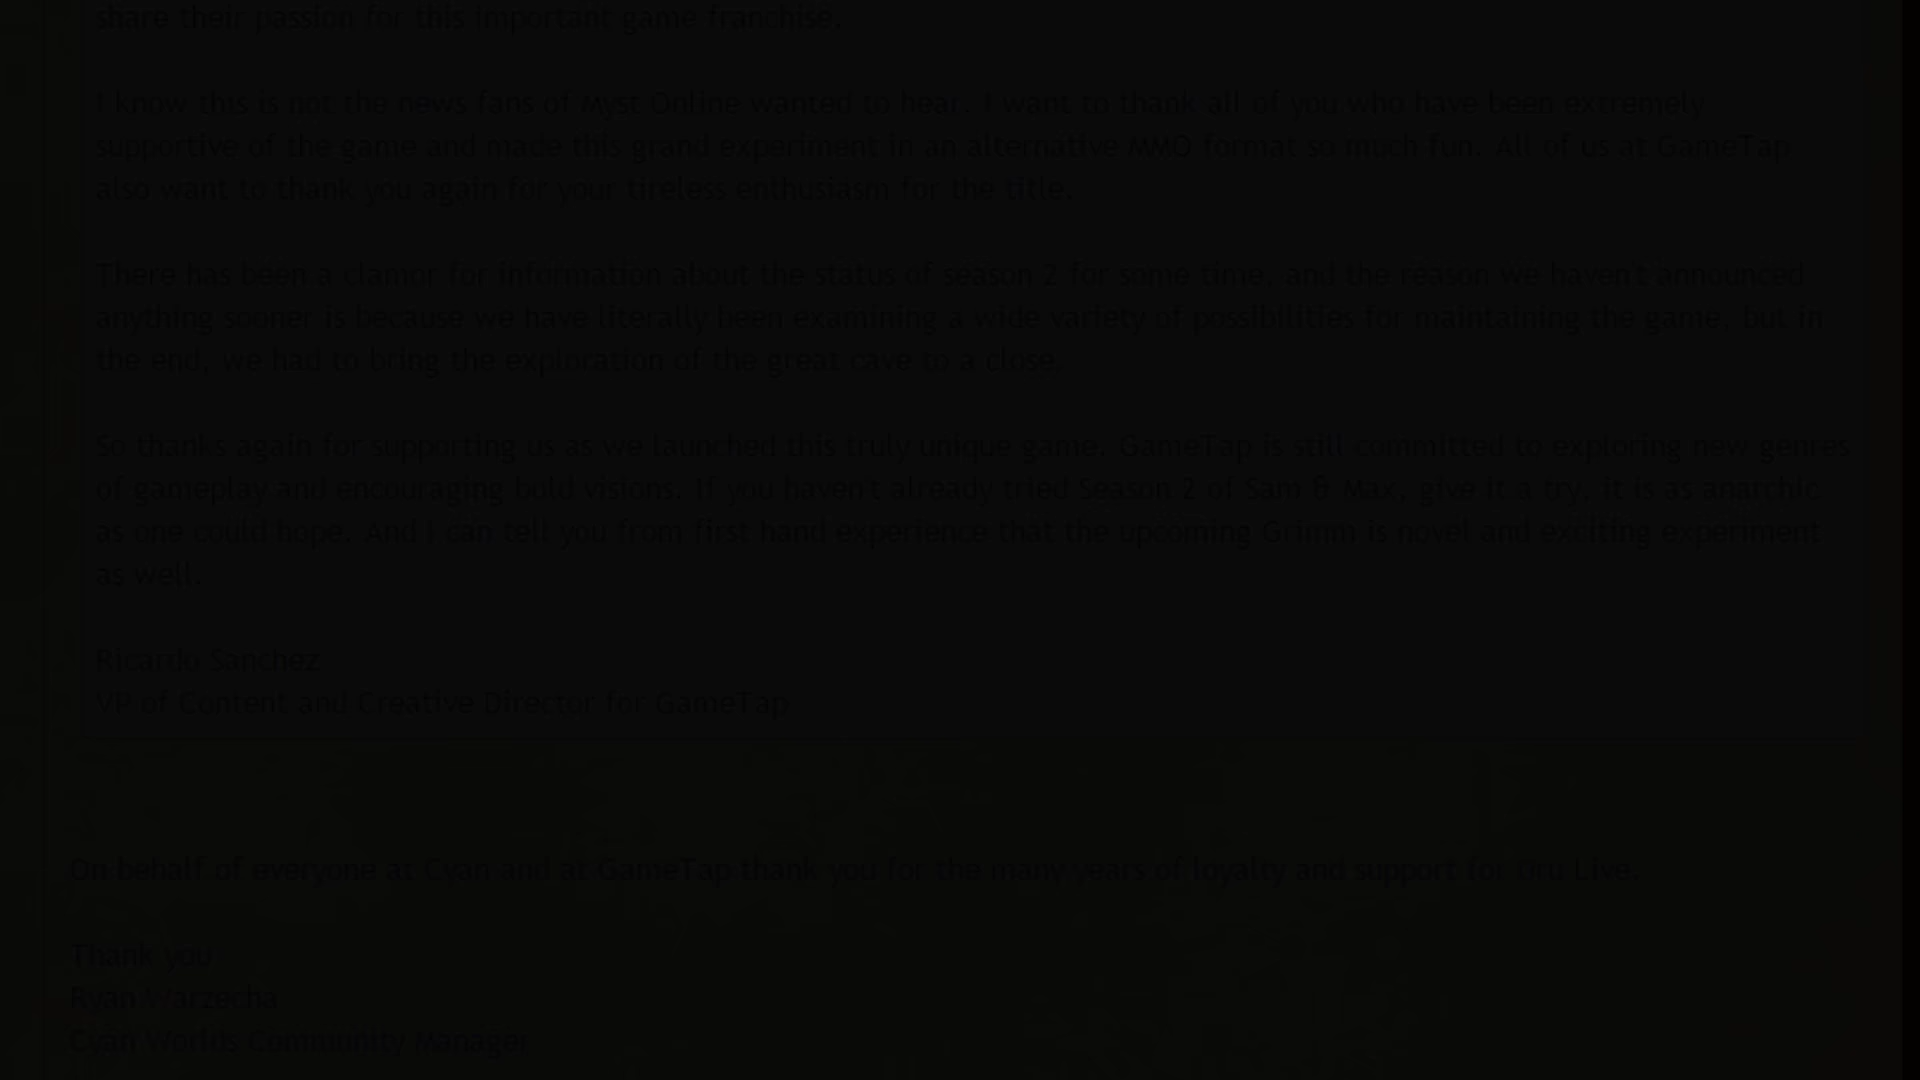 share their passion for this important game franchise.
I know this is not the news fans of Myst Online wanted to hear. I want to thank all of you who have been extremely
supportive of the game and made this grand experiment in an alternative MMO format so much fun. All of us at GameTap
also want to thank you again for your tireless enthusiasm for the title.
There has been a clamor for information about the status of season 2 for some time, and the reason we haven't announced
anything sooner is because we have literally been examining a wide variety of possibilities for maintaining the game, but in
the end, we had to bring the exploration of the great cave to a close.
So thanks again for supporting us as we launched this truly unique game. GameTap is still committed to exploring new genres
of gameplay and encouraging bold visions. If you haven't already tried Season 2 of Sam & Max, give it a try, it is as anarchic
as one could hope. And I can tell you from first hand experience that the upcoming Grimm is novel and exciting experiment
as well.
Ricardo Sanchez
VP of Content and Creative Director for GameTap
On behalf of everyone at Cyan and at GameTap thank you for the many years of loyalty and support for Uru Live.
Thank you
Ryan Warzecha
Cyan Worlds Community Manager